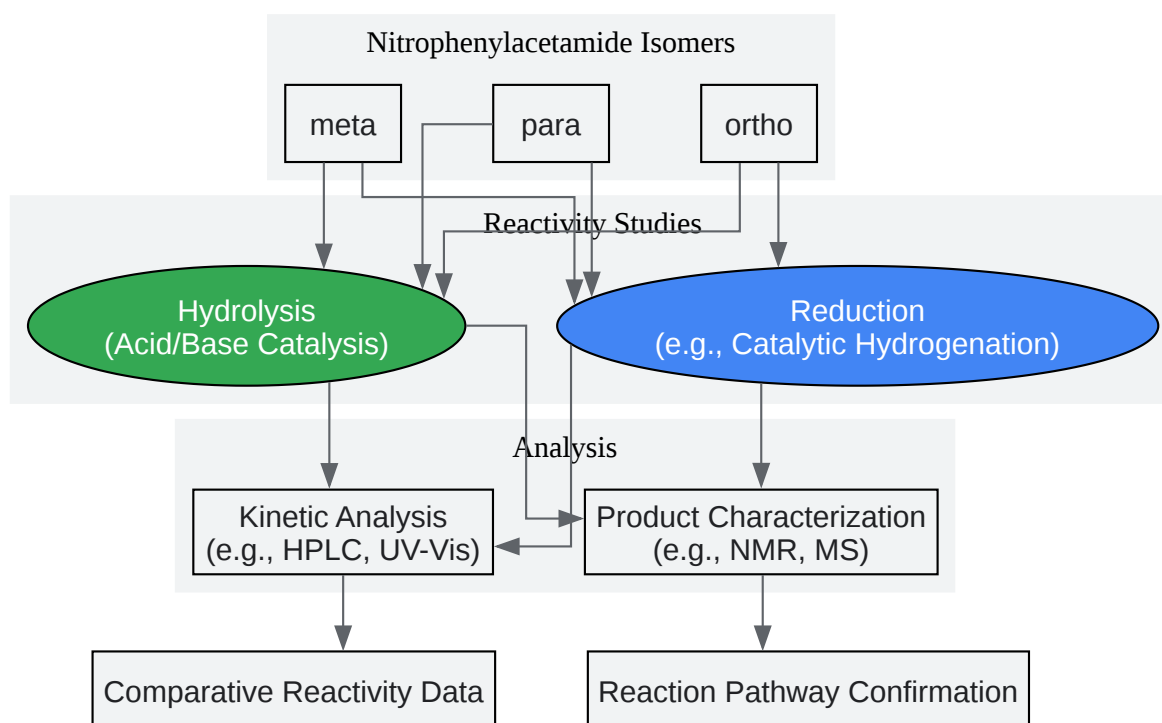 Nitrophenylacetamide Isomers
meta
para
ortho
Reactivity Studies
Hydrolysis
(Acid/Base Catalysis)
Reduction
(e.g., Catalytic Hydrogenation)
Analysis
Kinetic Analysis
(e.g., HPLC, UV-Vis)
Product Characterization
(e.g., NMR, MS)
Comparative Reactivity Data
Reaction Pathway Confirmation